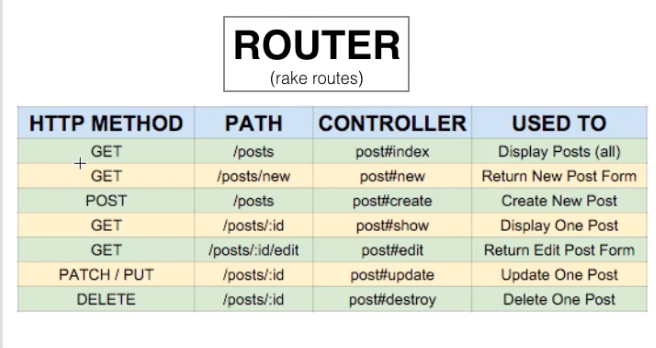 ROUTER
(rake routes)
HTTP METHOD PATH CONTROLLER USED TO
GET /posts post#index Display Posts (all)
GET /posts/new post#new Return New Post Form
POST /posts post#create Create New Post
GET /posts/:id post#show Display One Post
GET /posts/:id/edit post#edit Return Edit Post Form
PATCH / PUT /posts/:id post#update Update One Post
DELETE /posts/:id post#destroy Delete One Post